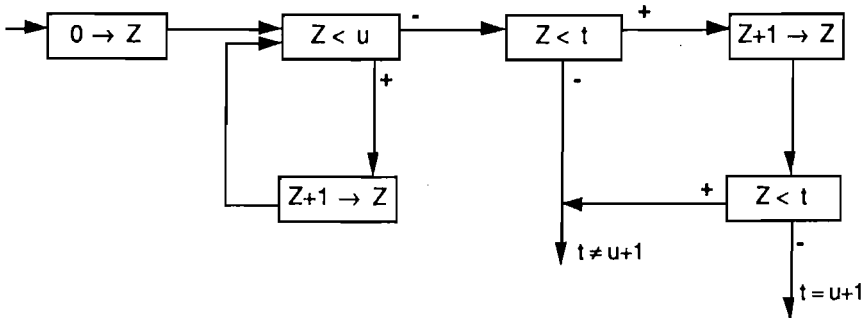 0 → Z
Z < u
-
Z < t
+
Z+1 → Z
+
-
Z+1 → Z
+
Z < t
t ≠ u+1
-
t = u+1